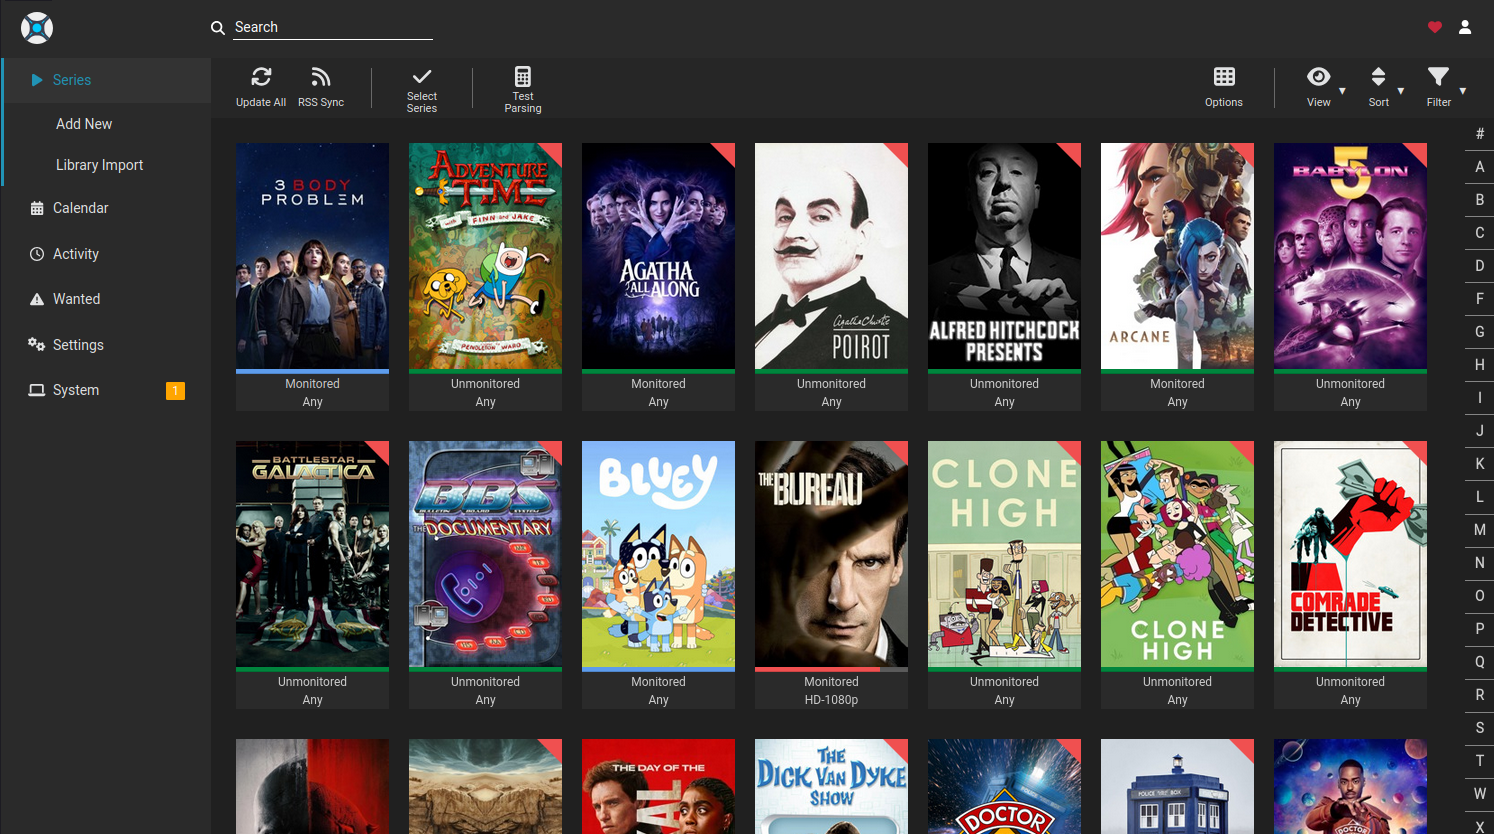 Search
Series
Add New
Library Import
Calendar
Activity
Wanted
Settings
System
1
Update All
RSS Sync
Select
Series
Test
Parsing
Options
View
Sort
Filter
3 BODY
PROBLEM
Monitored
Any
ADVENTURE
TIME
with FINN and JAKE
PENDLETON WARD
Unmonitored
Any
AGATHA
ALL ALONG
Monitored
Any
Agatha Christie
POIROT
Unmonitored
Any
ALFRED HITCHCOCK
PRESENTS
Unmonitored
Any
ARCANE
Monitored
Any
BABYLON
5
Unmonitored
Any
BATTLESTAR
GALACTICA
Unmonitored
Any
BBS
THE DOCUMENTARY
Unmonitored
Any
BLUEY
Monitored
Any
THE BUREAU
Monitored
HD-1080p
CLONE
HIGH
Unmonitored
Any
CLONE
HIGH
Unmonitored
Any
COMRADE
DETECTIVE
Unmonitored
Any
THE DAY OF THE
THE
DICK VAN DYKE
SHOW
DOCTOR
POLICE BOX
DOCTOR
#
A
B
C
D
F
G
H
I
J
K
L
M
N
O
P
Q
R
S
T
W
X